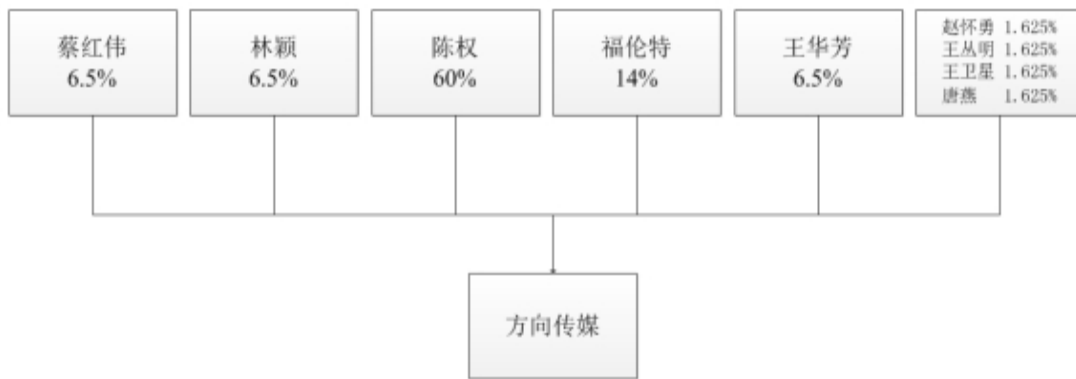 蔡红伟
6.5%
林颖
6.5%
陈权
60%
福伦特
14%
王华芳
6.5%
赵怀勇 1.625%
王丛明 1.625%
王卫星 1.625%
唐燕 1.625%
方向传媒